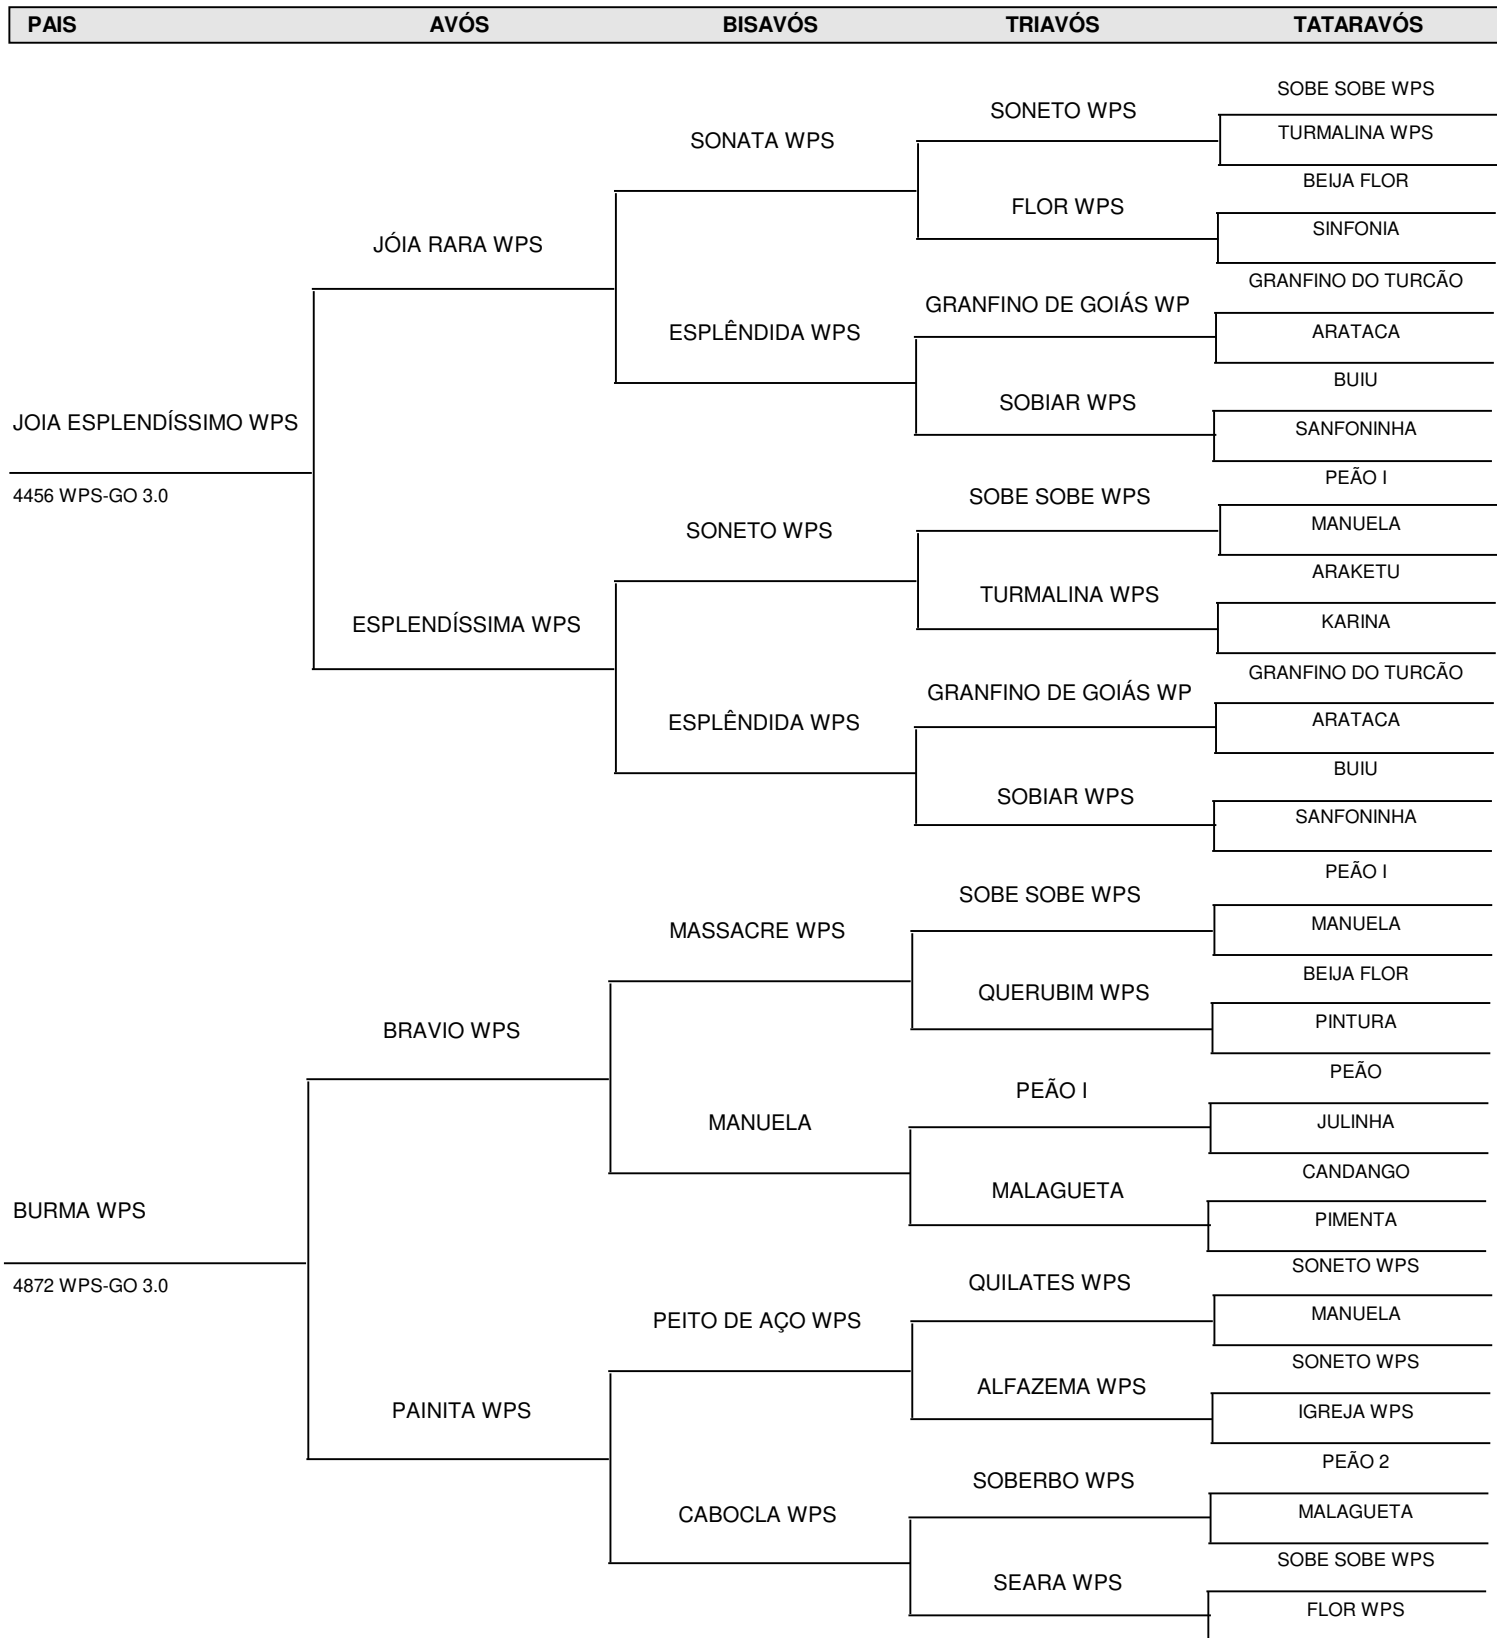 PAIS AVÓS BISAVÓS TRIAVÓS TATARAVÓS
SOBE SOBE WPS
SONETO WPS
TURMALINA WPS
SONATA WPS
BEIJA FLOR
FLOR WPS
SINFONIA
JÓIA RARA WPS
GRANFINO DO TURCÃO
GRANFINO DE GOIÁS WP
ESPLÊNDIDA WPS
ARATACA
BUIU
SOBIAR WPS
JOIA ESPLENDÍSSIMO WPS
SANFONINHA
PEÃO I
4456 WPS-GO 3.0
SOBE SOBE WPS
MANUELA
SONETO WPS
ARAKETU
TURMALINA WPS
KARINA
ESPLENDÍSSIMA WPS
GRANFINO DO TURCÃO
GRANFINO DE GOIÁS WP
ARATACA
ESPLÊNDIDA WPS
BUIU
SOBIAR WPS
SANFONINHA
PEÃO I
SOBE SOBE WPS
MANUELA
MASSACRE WPS
BEIJA FLOR
QUERUBIM WPS
PINTURA
BRAVIO WPS
PEÃO
PEÃO I
JULINHA
MANUELA
CANDANGO
MALAGUETA
BURMA WPS
PIMENTA
SONETO WPS
4872 WPS-GO 3.0
QUILATES WPS
MANUELA
PEITO DE AÇO WPS
SONETO WPS
ALFAZEMA WPS
PAINITA WPS
IGREJA WPS
PEÃO 2
SOBERBO WPS
MALAGUETA
CABOCLA WPS
SOBE SOBE WPS
SEARA WPS
FLOR WPS